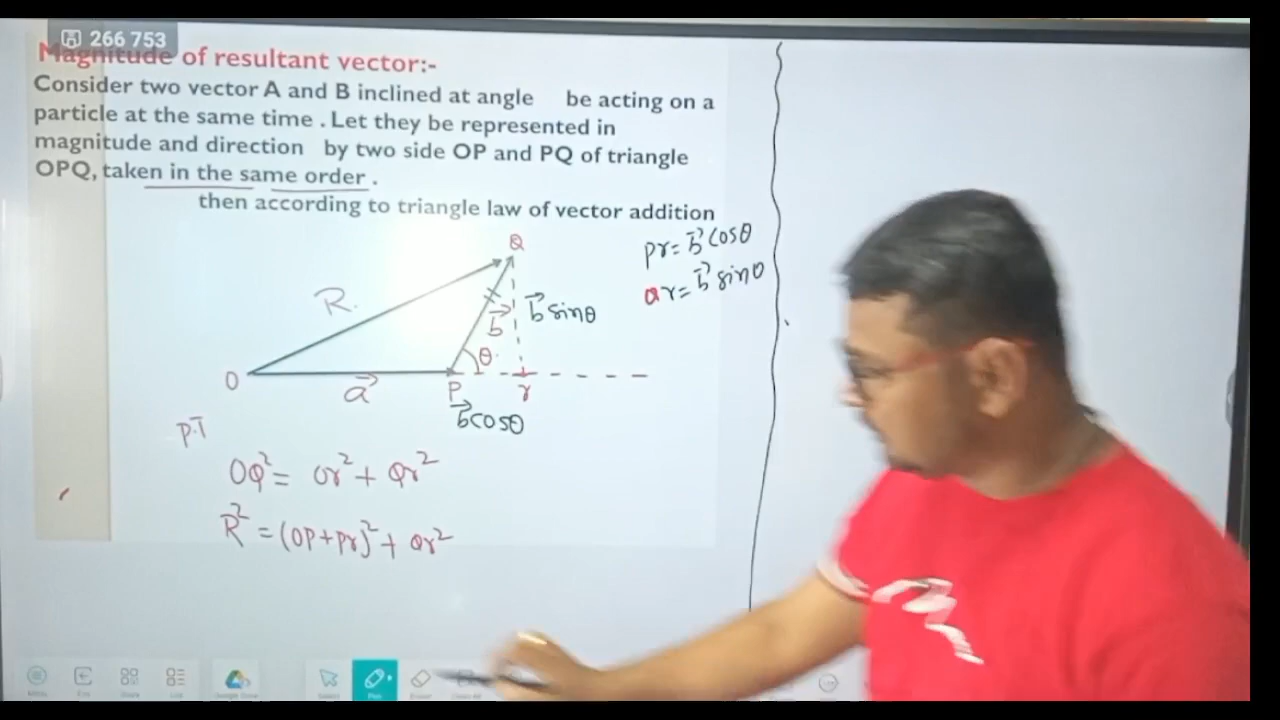 266 753
Magnitude of resultant vector:-
Consider two vector A and B inclined at angle be acting on a
particle at the same time . Let they be represented in
magnitude and direction by two side OP and PQ of triangle
OPQ, taken in the same order .
then according to triangle law of vector addition
Pr = b⃗ cosθ
Qr = b⃗ sinθ
Q
R.
b⃗
b⃗ sinθ
θ
O
a⃗
P
r
b⃗cosθ
P.T
OQ² = Or² + Qr²
R² = (OP+Pr)² + Qr²